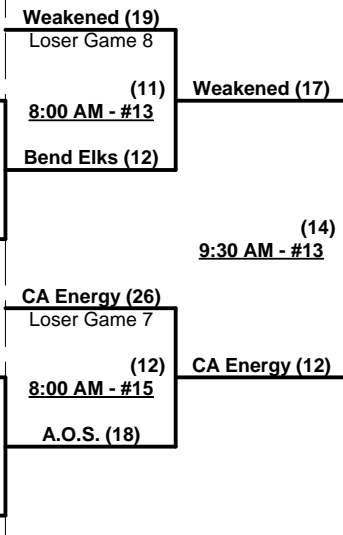 Weakened (19)
Loser Game 8
(11)
8:00 AM - #13
Weakened (17)
Bend Elks (12)
(14)
9:30 AM - #13
CA Energy (26)
Loser Game 7
(12)
8:00 AM - #15
CA Energy (12)
A.O.S. (18)